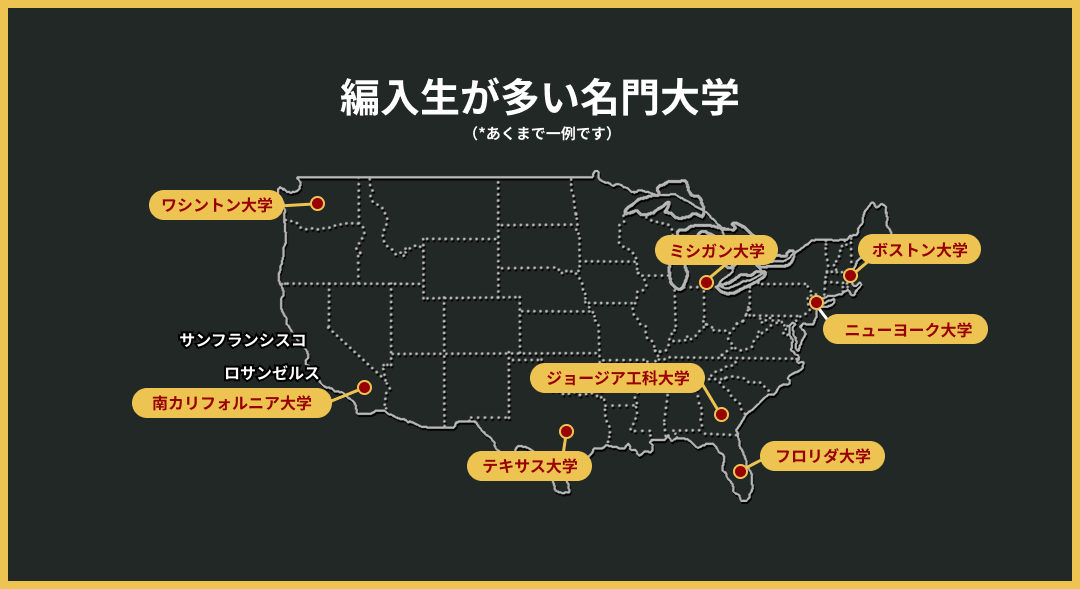 編入生が多い名門大学
(*あくまで一例です)
ワシントン大学
ミシガン大学
ボストン大学
ニューヨーク大学
サンフランシスコ
ロサンゼルス
南カリフォルニア大学
ジョージア工科大学
テキサス大学
フロリダ大学